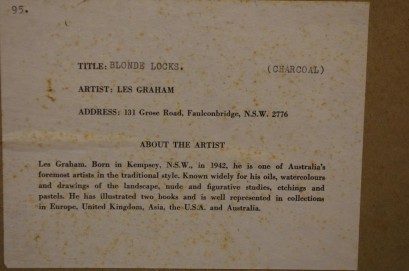 95.
TITLE: BLONDE LOCKS. (CHARCOAL)
ARTIST: LES GRAHAM
ADDRESS: 131 Grose Road, Faulconbridge, N.S.W. 2776
ABOUT THE ARTIST
Les Graham. Born in Kempsey, N.S.W., in 1942, he is one of Australia's
foremost artists in the traditional style. Known widely for his oils, watercolours
and drawings of the landscape, nude and figurative studies, etchings and
pastels. He has illustrated two books and is well represented in collections
in Europe, United Kingdom, Asia, the U.S.A. and Australia.